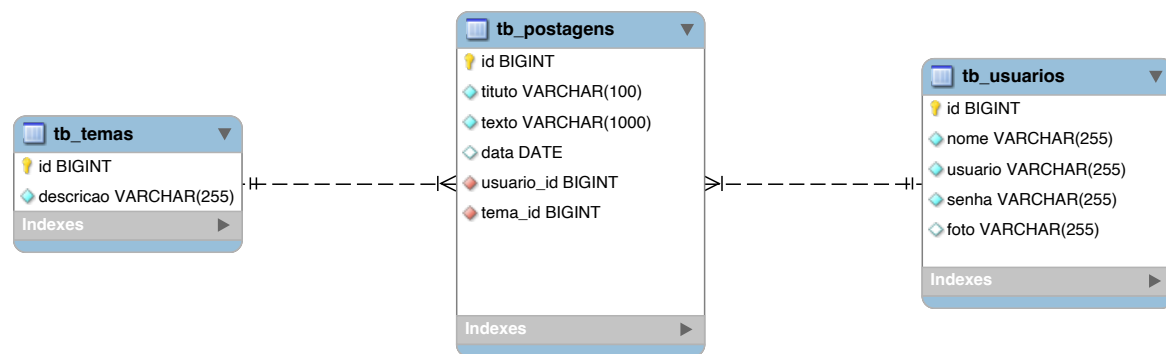 tb_temas
id BIGINT
descricao VARCHAR(255)
Indexes
tb_postagens
id BIGINT
tituto VARCHAR(100)
texto VARCHAR(1000)
data DATE
usuario_id BIGINT
tema_id BIGINT
Indexes
tb_usuarios
id BIGINT
nome VARCHAR(255)
usuario VARCHAR(255)
senha VARCHAR(255)
foto VARCHAR(255)
Indexes